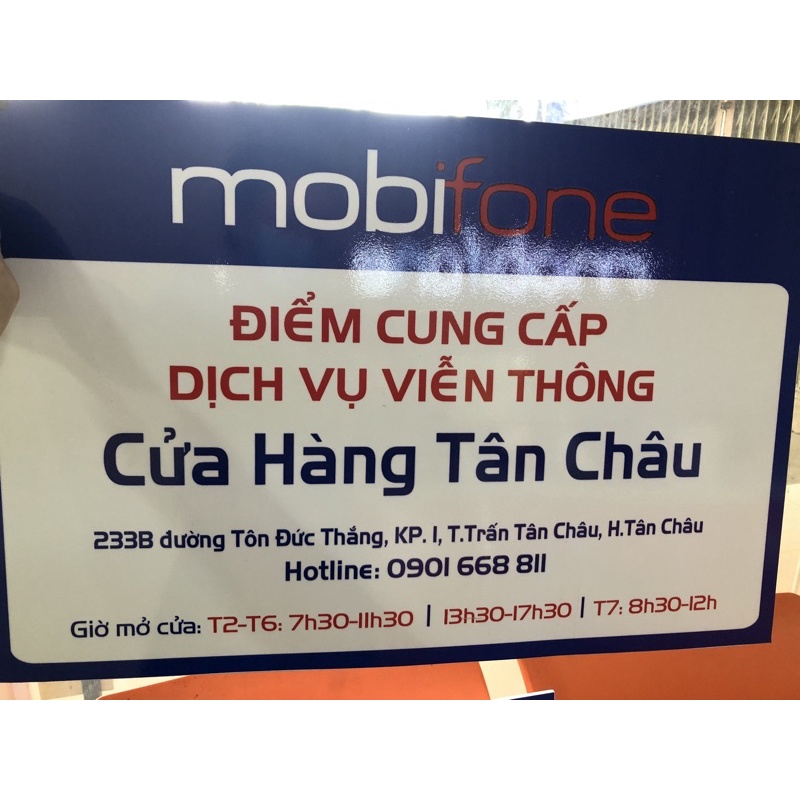 mobifone
ĐIỂM CUNG CẤP
DỊCH VỤ VIỄN THÔNG
Cửa Hàng Tân Châu
233B đường Tôn Đức Thắng, KP. 1, T.Trấn Tân Châu, H.Tân Châu
Hotline: 0901 668 811
Giờ mở cửa: T2-T6: 7h30-11h30 | 13h30-17h30 | T7: 8h30-12h